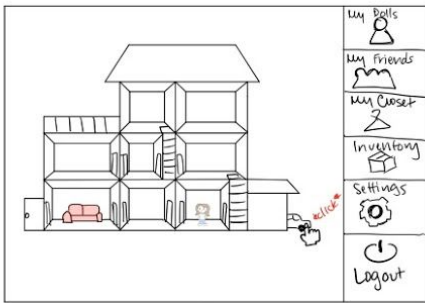 My Dolls
My Friends
My Closet
Inventory
Settings
Logout
*click*